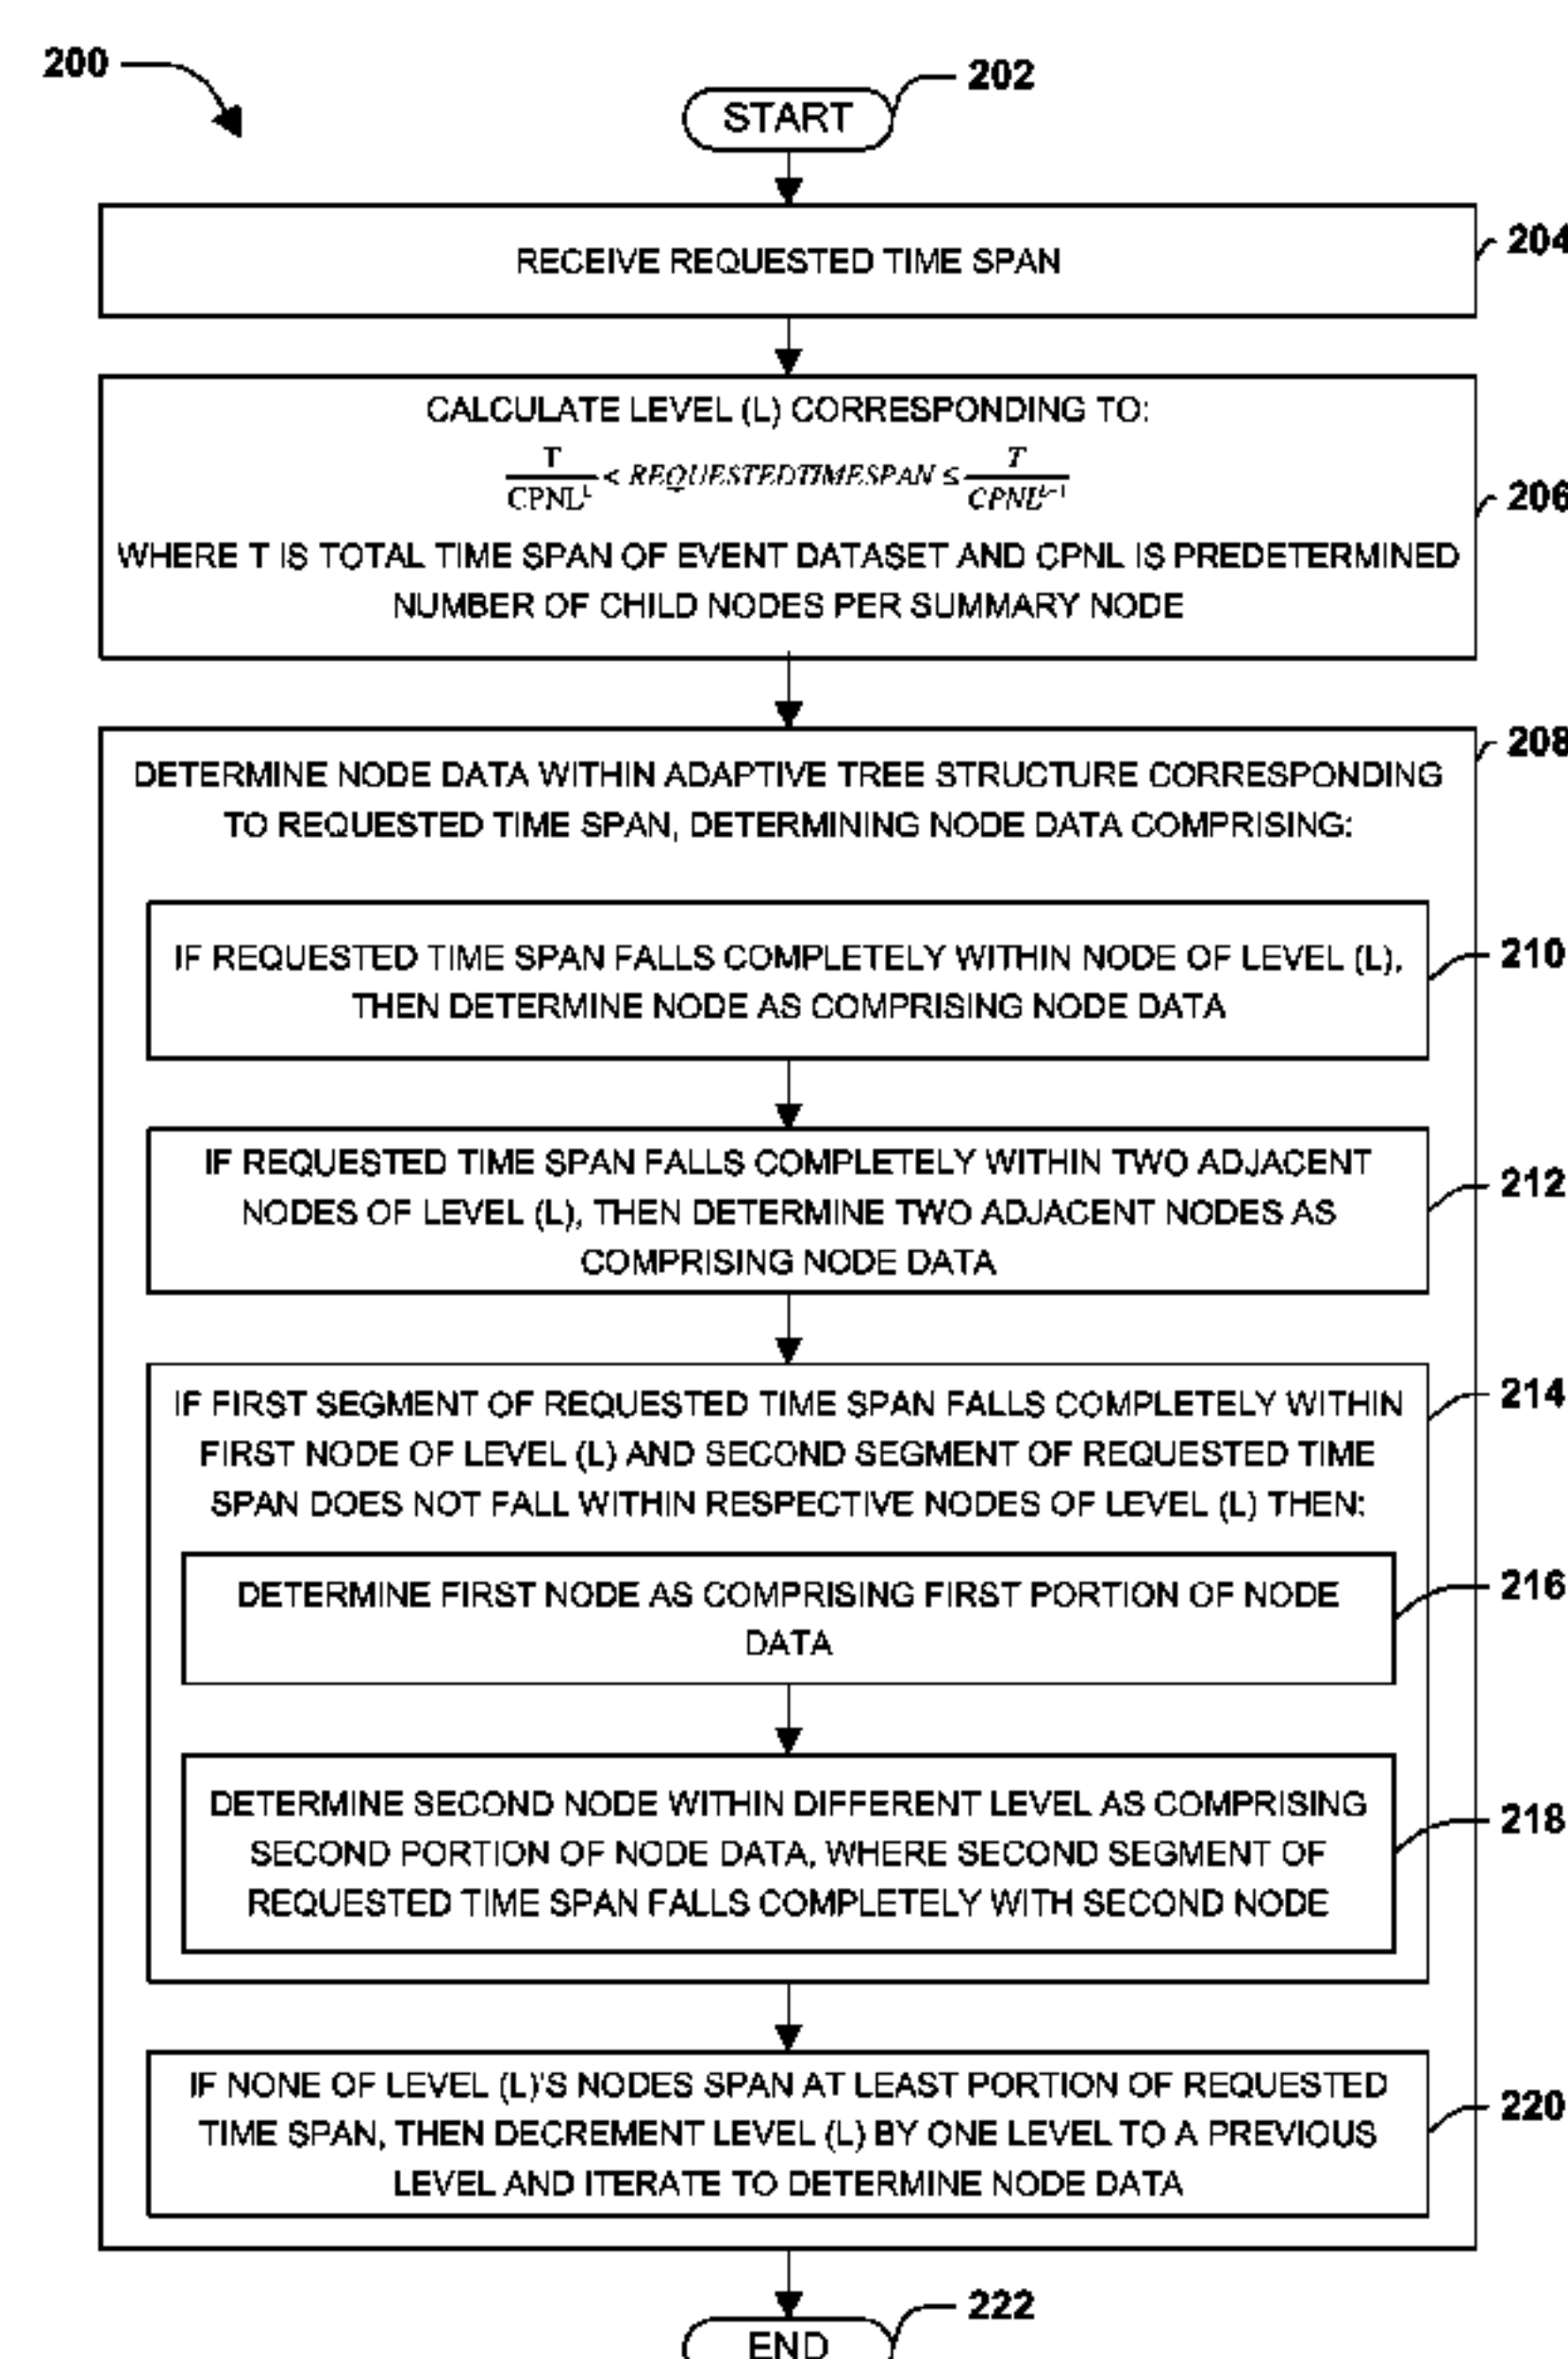 200
202
START
204
RECEIVE REQUESTED TIME SPAN
CALCULATE LEVEL (L) CORRESPONDING TO:
T/CPNL^L < REQUESTEDTIMESPAN ≤ T/CPNL^L-1
206
WHERE T IS TOTAL TIME SPAN OF EVENT DATASET AND CPNL IS PREDETERMINED
NUMBER OF CHILD NODES PER SUMMARY NODE
208
DETERMINE NODE DATA WITHIN ADAPTIVE TREE STRUCTURE CORRESPONDING
TO REQUESTED TIME SPAN, DETERMINING NODE DATA COMPRISING:
IF REQUESTED TIME SPAN FALLS COMPLETELY WITHIN NODE OF LEVEL (L),
THEN DETERMINE NODE AS COMPRISING NODE DATA
210
IF REQUESTED TIME SPAN FALLS COMPLETELY WITHIN TWO ADJACENT
NODES OF LEVEL (L), THEN DETERMINE TWO ADJACENT NODES AS
COMPRISING NODE DATA
212
IF FIRST SEGMENT OF REQUESTED TIME SPAN FALLS COMPLETELY WITHIN
FIRST NODE OF LEVEL (L) AND SECOND SEGMENT OF REQUESTED TIME
SPAN DOES NOT FALL WITHIN RESPECTIVE NODES OF LEVEL (L) THEN:
214
DETERMINE FIRST NODE AS COMPRISING FIRST PORTION OF NODE
DATA
216
DETERMINE SECOND NODE WITHIN DIFFERENT LEVEL AS COMPRISING
SECOND PORTION OF NODE DATA, WHERE SECOND SEGMENT OF
REQUESTED TIME SPAN FALLS COMPLETELY WITH SECOND NODE
218
IF NONE OF LEVEL (L)'S NODES SPAN AT LEAST PORTION OF REQUESTED
TIME SPAN, THEN DECREMENT LEVEL (L) BY ONE LEVEL TO A PREVIOUS
LEVEL AND ITERATE TO DETERMINE NODE DATA
220
222
END